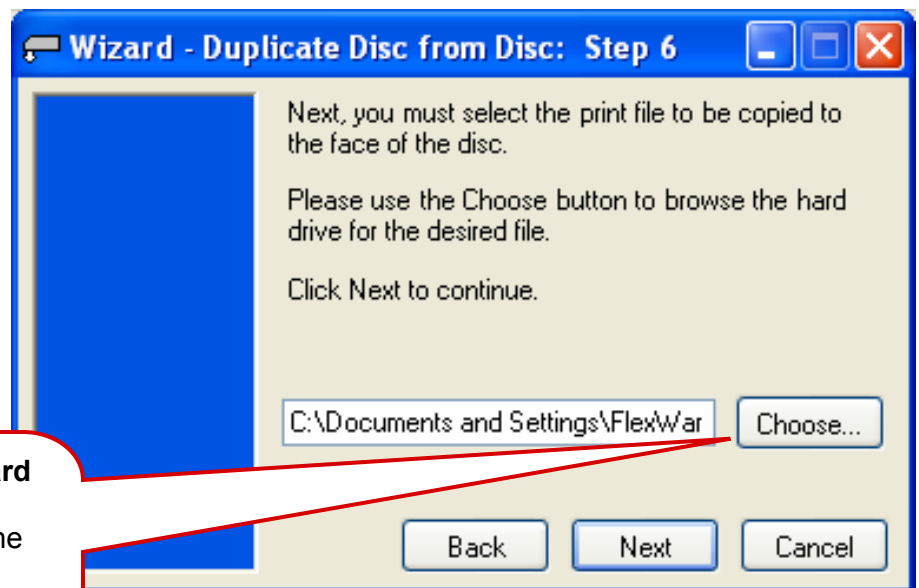 Wizard - Duplicate Disc from Disc: Step 6
Next, you must select the print file to be copied to
the face of the disc.
Please use the Choose button to browse the hard
drive for the desired file.
Click Next to continue.
C:\Documents and Settings\FlexWar
Choose...
ard
ne
Back
Next
Cancel